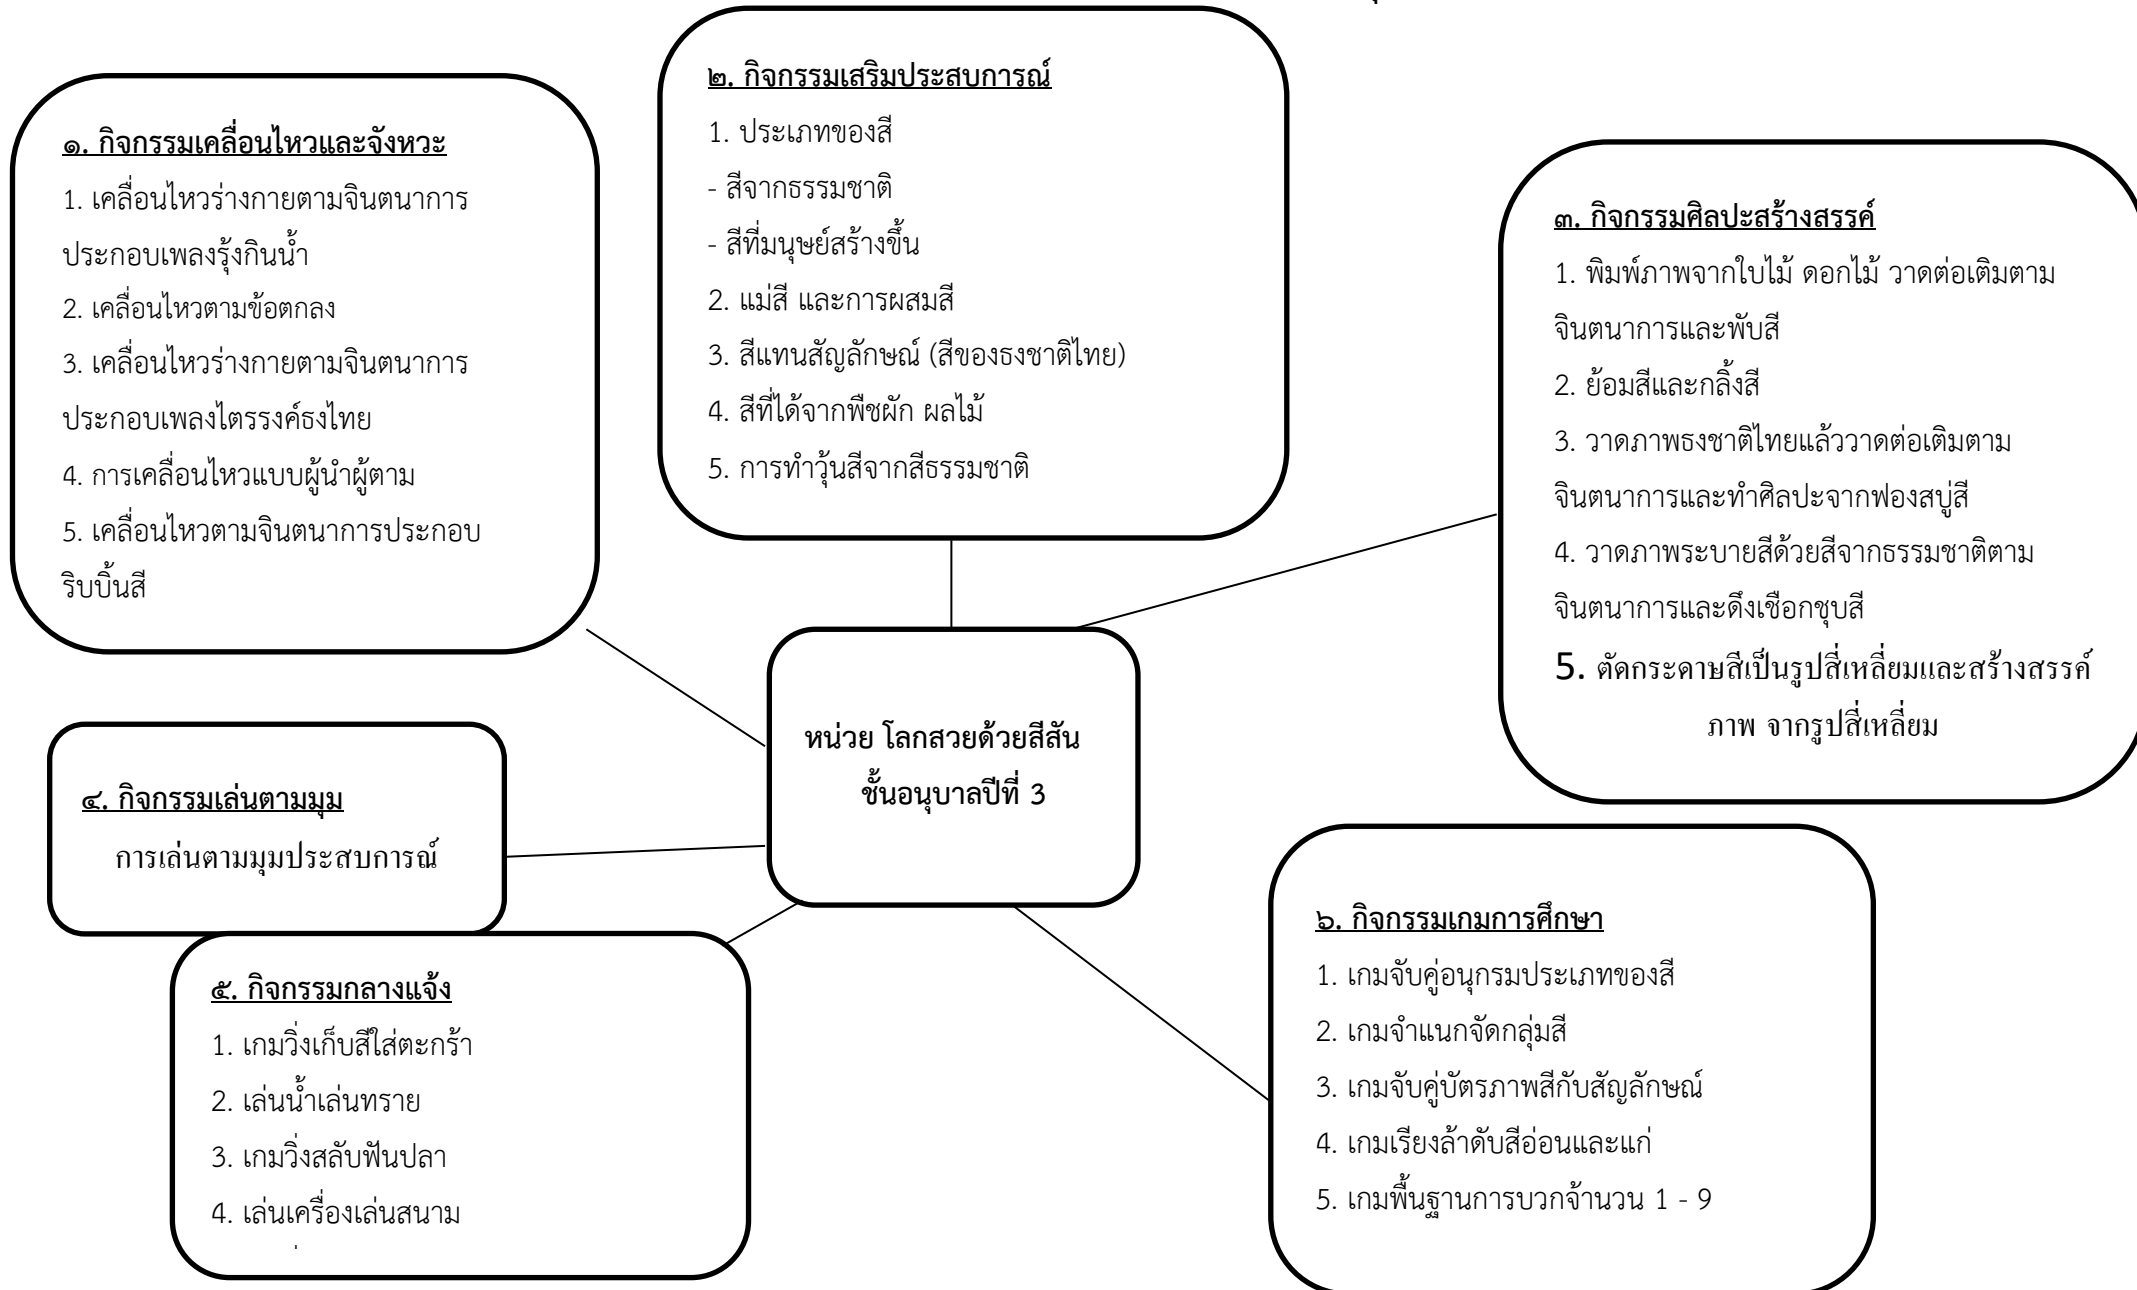 ๑. กิจกรรมเคลื่อนไหวและจังหวะ
1. เคลื่อนไหวร่างกายตามจินตนาการ
ประกอบเพลงรุ้งกินน้ำ
2. เคลื่อนไหวตามข้อตกลง
3. เคลื่อนไหวร่างกายตามจินตนาการ
ประกอบเพลงไตรรงค์ธงไทย
4. การเคลื่อนไหวแบบผู้นำผู้ตาม
5. เคลื่อนไหวตามจินตนาการประกอบ
ริบบิ้นสี
๒. กิจกรรมเสริมประสบการณ์
1. ประเภทของสี
- สีจากธรรมชาติ
- สีที่มนุษย์สร้างขึ้น
2. แม่สี และการผสมสี
3. สีแทนสัญลักษณ์ (สีของธงชาติไทย)
4. สีที่ได้จากพืชผัก ผลไม้
5. การทำวุ้นสีจากสีธรรมชาติ
๓. กิจกรรมศิลปะสร้างสรรค์
1. พิมพ์ภาพจากใบไม้ ดอกไม้ วาดต่อเติมตาม
จินตนาการและพับสี
2. ย้อมสีและกลิ้งสี
3. วาดภาพธงชาติไทยแล้ววาดต่อเติมตาม
จินตนาการและทำศิลปะจากฟองสบู่สี
4. วาดภาพระบายสีด้วยสีจากธรรมชาติตาม
จินตนาการและดึงเชือกชุบสี
5. ตัดกระดาษสีเป็นรูปสี่เหลี่ยมและสร้างสรรค์
ภาพ จากรูปสี่เหลี่ยม
หน่วย โลกสวยด้วยสีสัน
ชั้นอนุบาลปีที่ 3
๔. กิจกรรมเล่นตามมุม
การเล่นตามมุมประสบการณ์
๕. กิจกรรมกลางแจ้ง
1. เกมวิ่งเก็บสีใส่ตะกร้า
2. เล่นน้ำเล่นทราย
3. เกมวิ่งสลับฟันปลา
4. เล่นเครื่องเล่นสนาม
๖. กิจกรรมเกมการศึกษา
1. เกมจับคู่อนุกรมประเภทของสี
2. เกมจำแนกจัดกลุ่มสี
3. เกมจับคู่บัตรภาพสีกับสัญลักษณ์
4. เกมเรียงล้าดับสีอ่อนและแก่
5. เกมพื้นฐานการบวกจ้านวน 1 - 9